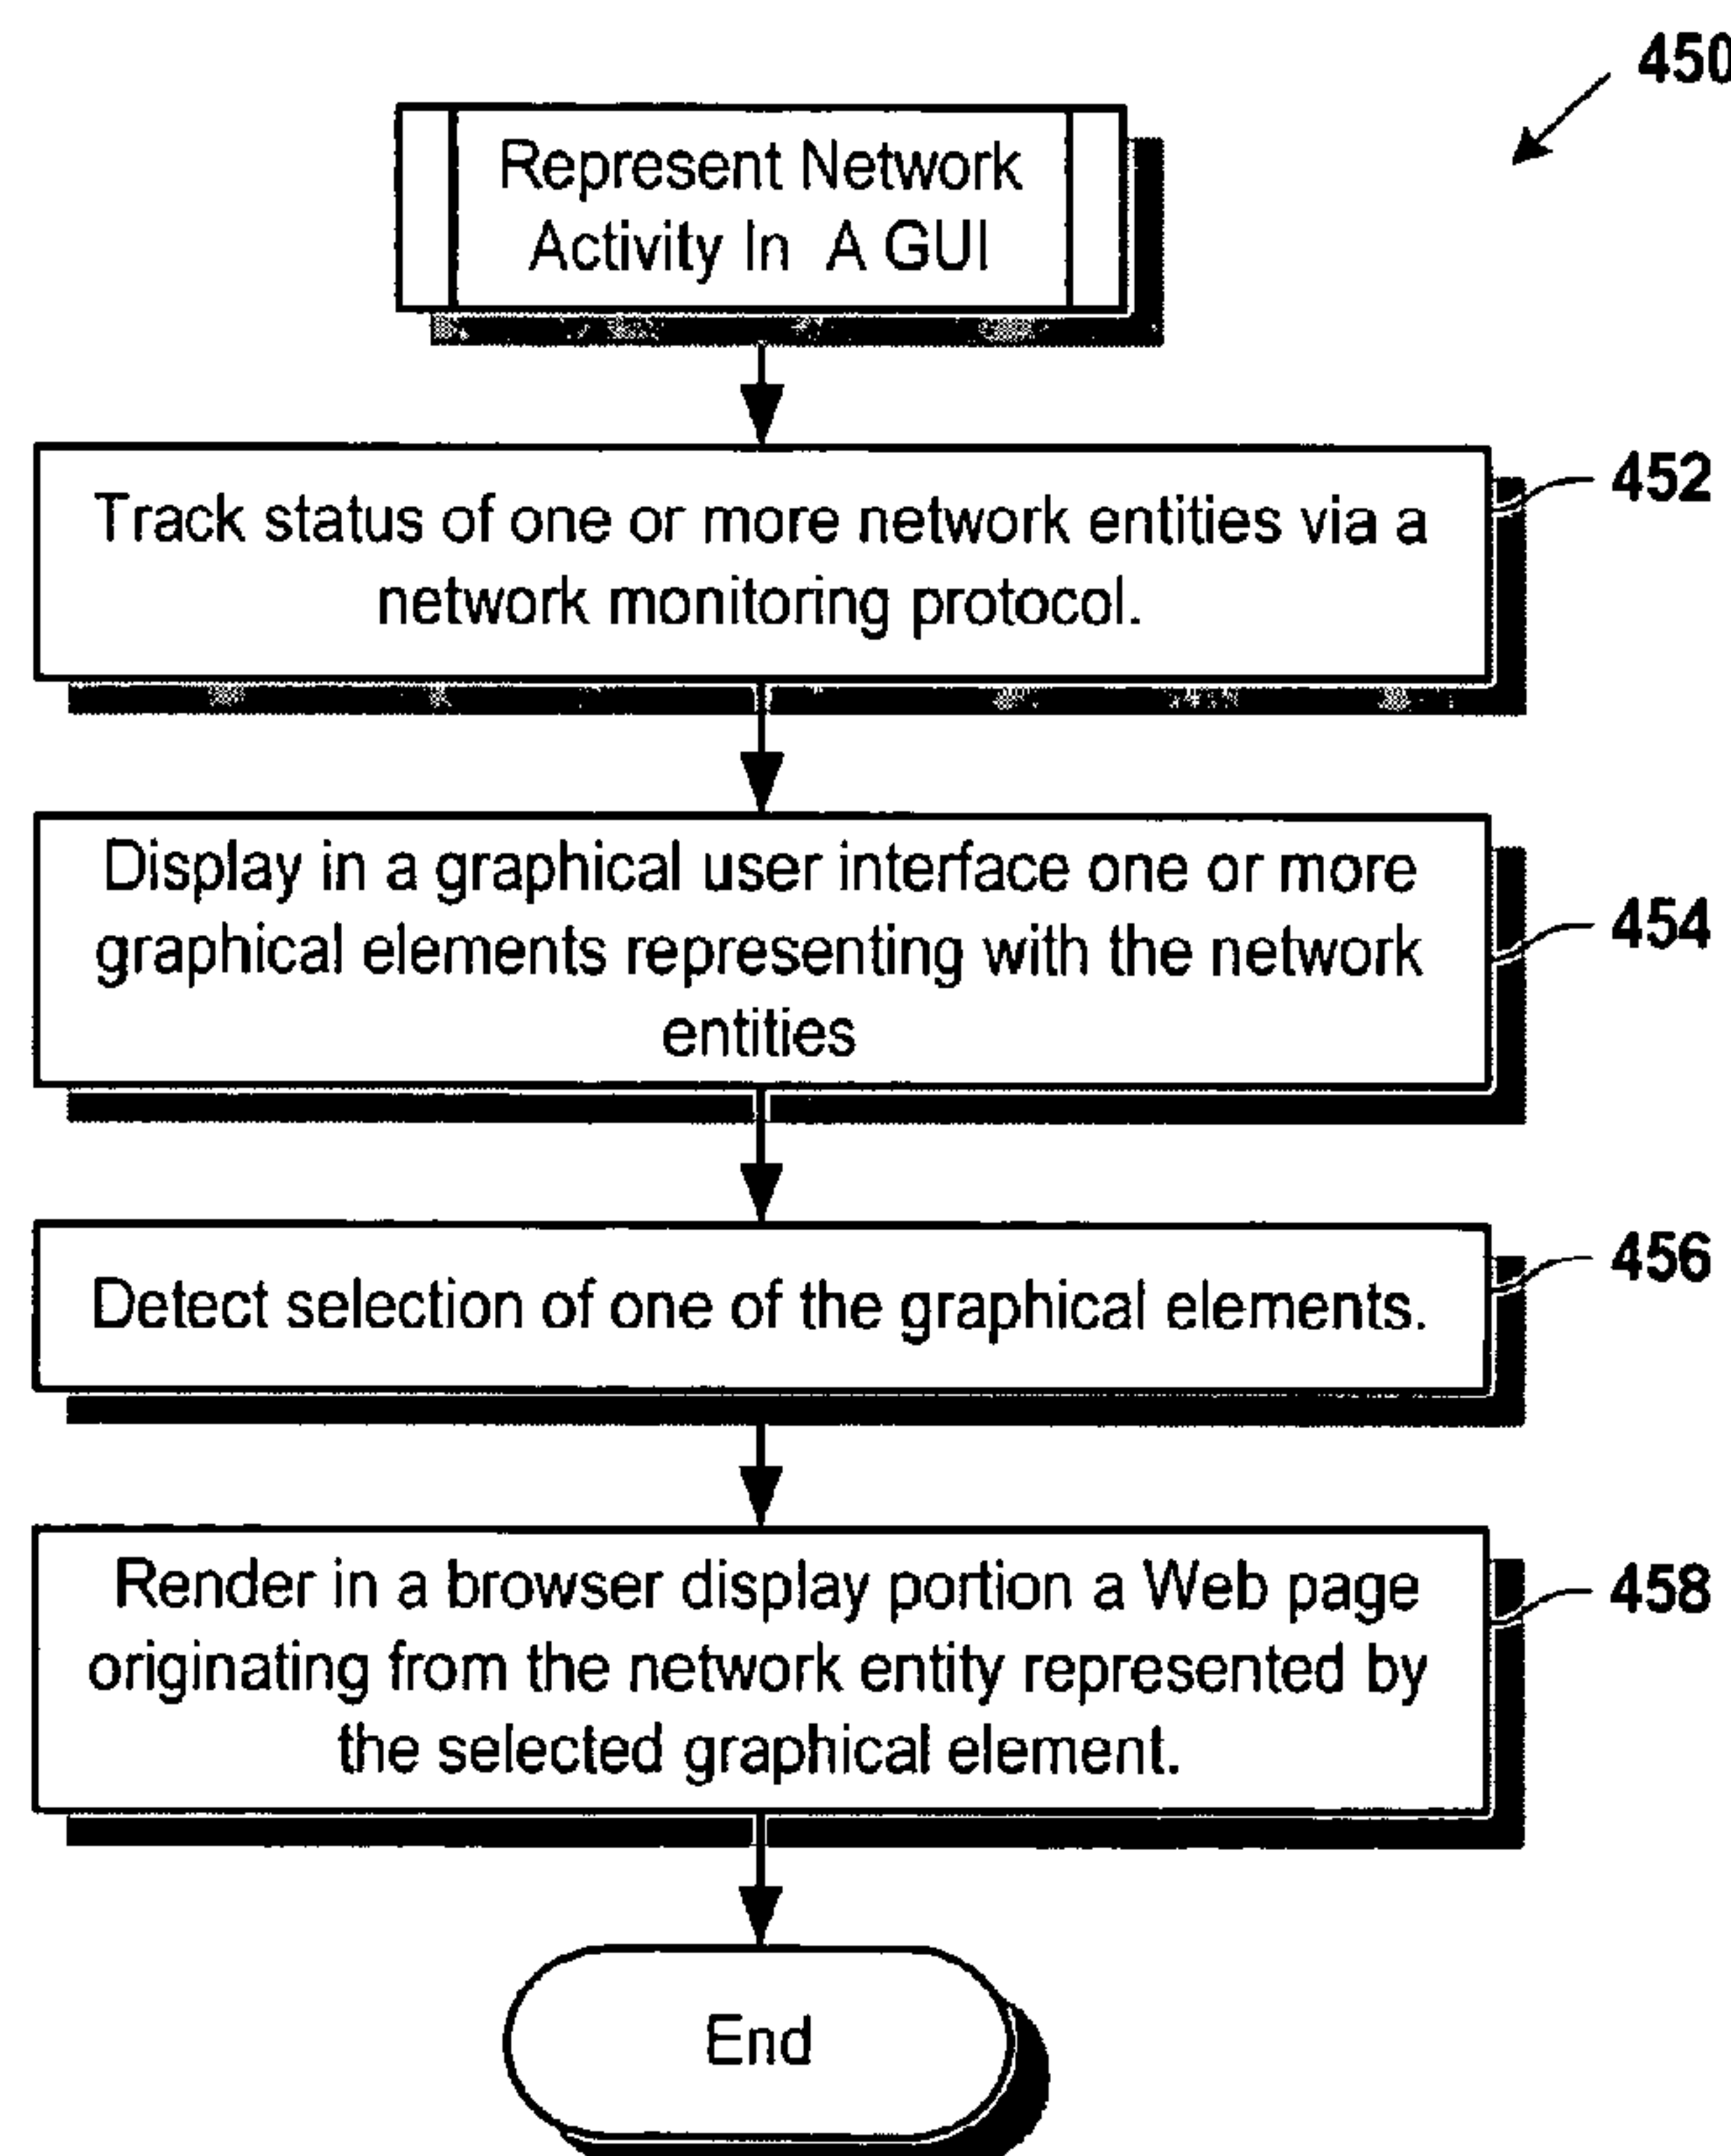 450
Represent Network
Activity In A GUI
452
Track status of one or more network entities via a
network monitoring protocol.
Display in a graphical user interface one or more
graphical elements representing with the network
entities
454
456
Detect selection of one of the graphical elements.
Render in a browser display portion a Web page
originating from the network entity represented by
the selected graphical element.
458
End